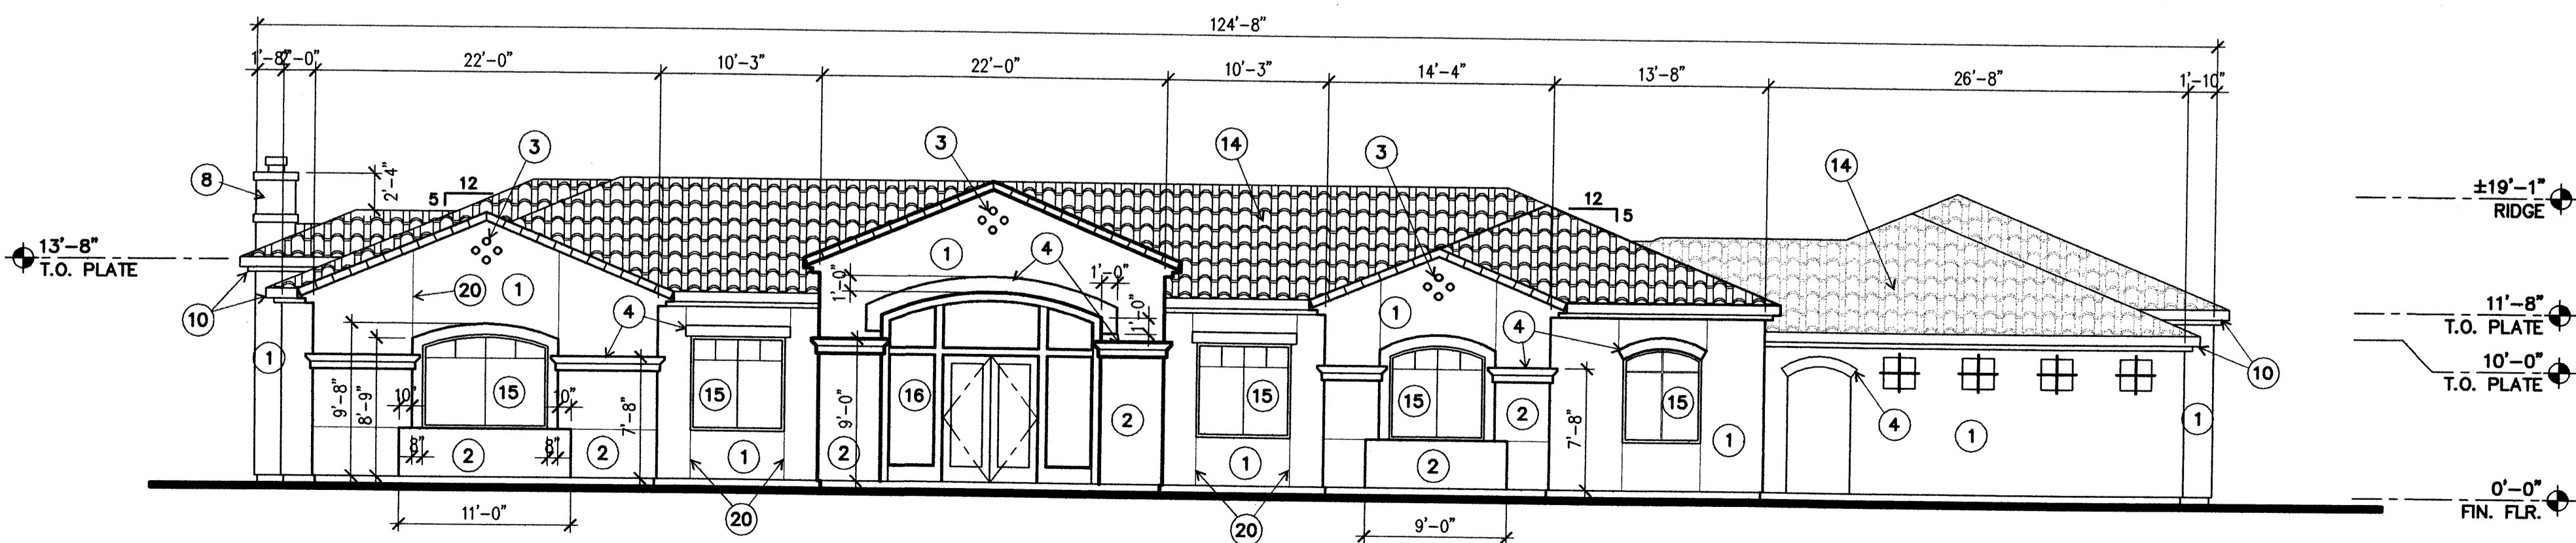 124'-8"
1'-8" 2'-0" 22'-0" 10'-3" 22'-0" 10'-3" 14'-4" 13'-8" 26'-8" 1'-10"
3 3 14 3 14
8 2'-4" 12 5 12 5
±19'-1"
RIDGE
13'-8"
T.O. PLATE
1 4 1'-0" 1'-0" 1'-0"
10 20 1 4 1 4
11'-8"
T.O. PLATE
10'-0"
T.O. PLATE
1 9'-8" 8'-9" 10" 15 10" 7'-8" 15 9'-0" 16 2 15 15 2 7'-8" 15 4 10
8" 2 8" 2 1 2 1 2 1 1 1
20 20
0'-0"
FIN. FLR.
11'-0" 9'-0"